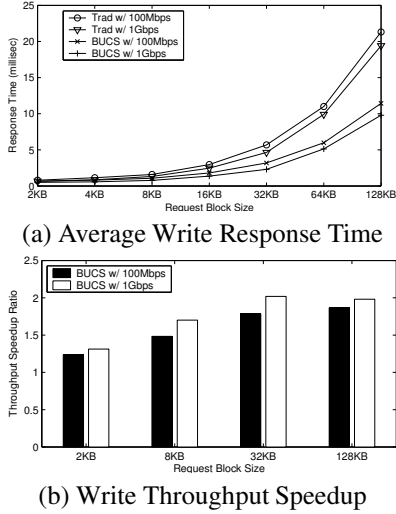 25
20
15
10
5
0
Response Time (millisec)
Trad w/ 100Mbps
Trad w/ 1Gbps
BUCS w/ 100Mbps
BUCS w/ 1Gbps
2KB 4KB 8KB 16KB 32KB 64KB 128KB
Request Block Size
(a) Average Write Response Time
2.5
2
1.5
1
0.5
0
Throughput Speedup Ratio
BUCS w/ 100Mbps
BUCS w/ 1Gbps
2KB 8KB 32KB 128KB
Request Block Size
(b) Write Throughput Speedup